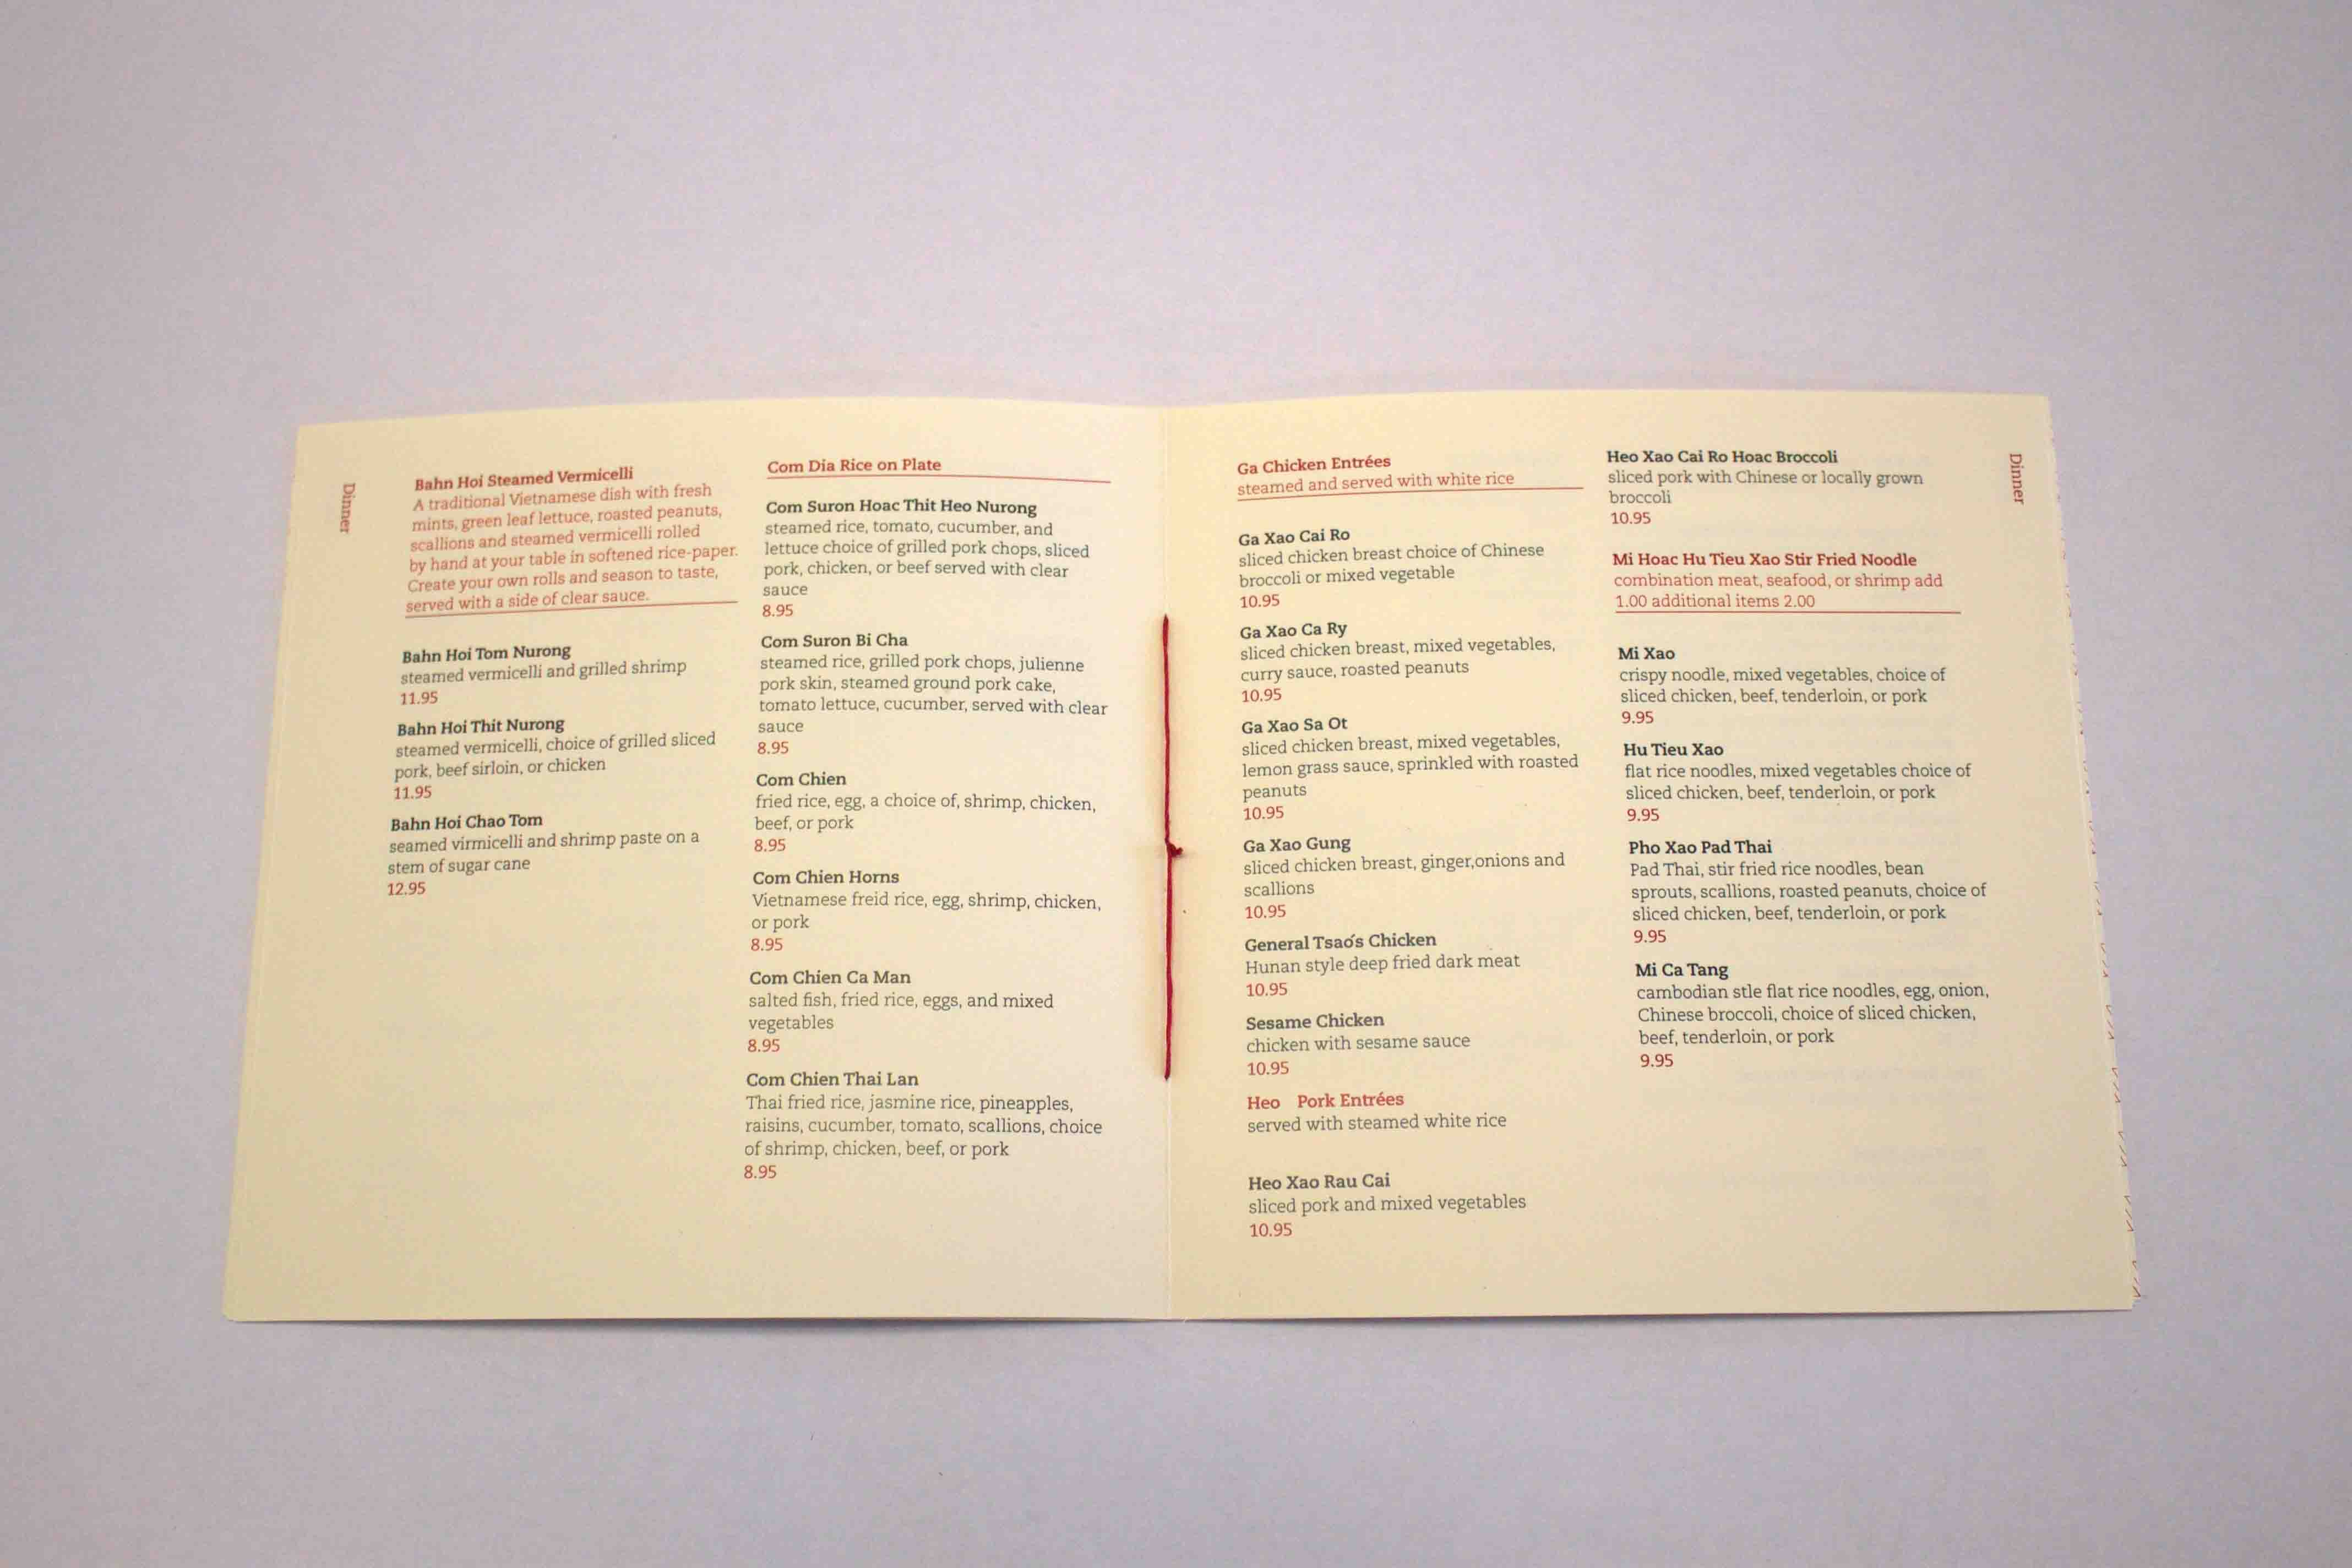 Dinner
Bahn Hoi Steamed Vermicelli
A traditional Vietnamese dish with fresh
mints, green leaf lettuce, roasted peanuts,
scallions and steamed vermicelli rolled
by hand at your table in softened rice-paper.
Create your own rolls and season to taste,
served with a side of clear sauce.
Bahn Hoi Tom Nurong
steamed vermicelli and grilled shrimp
11.95
Bahn Hoi Thit Nurong
steamed vermicelli, choice of grilled sliced
pork, beef sirloin, or chicken
11.95
Bahn Hoi Chao Tom
seamed virmicelli and shrimp paste on a
stem of sugar cane
12.95
Com Dia Rice on Plate
Com Suron Hoac Thit Heo Nurong
steamed rice, tomato, cucumber, and
lettuce choice of grilled pork chops, sliced
pork, chicken, or beef served with clear
sauce
8.95
Com Suron Bi Cha
steamed rice, grilled pork chops, julienne
pork skin, steamed ground pork cake,
tomato lettuce, cucumber, served with clear
sauce
8.95
Com Chien
fried rice, egg, a choice of, shrimp, chicken,
beef, or pork
8.95
Com Chien Horns
Vietnamese freid rice, egg, shrimp, chicken,
or pork
8.95
Com Chien Ca Man
salted fish, fried rice, eggs, and mixed
vegetables
8.95
Com Chien Thai Lan
Thai fried rice, jasmine rice, pineapples,
raisins, cucumber, tomato, scallions, choice
of shrimp, chicken, beef, or pork
8.95
Ga Chicken Entrées
steamed and served with white rice
Ga Xao Cai Ro
sliced chicken breast choice of Chinese
broccoli or mixed vegetable
10.95
Ga Xao Ca Ry
sliced chicken breast, mixed vegetables,
curry sauce, roasted peanuts
10.95
Ga Xao Sa Ot
sliced chicken breast, mixed vegetables,
lemon grass sauce, sprinkled with roasted
peanuts
10.95
Ga Xao Gung
sliced chicken breast, ginger,onions and
scallions
10.95
General Tsao's Chicken
Hunan style deep fried dark meat
10.95
Sesame Chicken
chicken with sesame sauce
10.95
Heo Pork Entrées
served with steamed white rice
Heo Xao Rau Cai
sliced pork and mixed vegetables
10.95
Heo Xao Cai Ro Hoac Broccoli
sliced pork with Chinese or locally grown
broccoli
10.95
Mi Hoac Hu Tieu Xao Stir Fried Noodle
combination meat, seafood, or shrimp add
1.00 additional items 2.00
Mi Xao
crispy noodle, mixed vegetables, choice of
sliced chicken, beef, tenderloin, or pork
9.95
Hu Tieu Xao
flat rice noodles, mixed vegetables choice of
sliced chicken, beef, tenderloin, or pork
9.95
Pho Xao Pad Thai
Pad Thai, stir fried rice noodles, bean
sprouts, scallions, roasted peanuts, choice of
sliced chicken, beef, tenderloin, or pork
9.95
Mi Ca Tang
cambodian stle flat rice noodles, egg, onion,
Chinese broccoli, choice of sliced chicken,
beef, tenderloin, or pork
9.95
Dinner